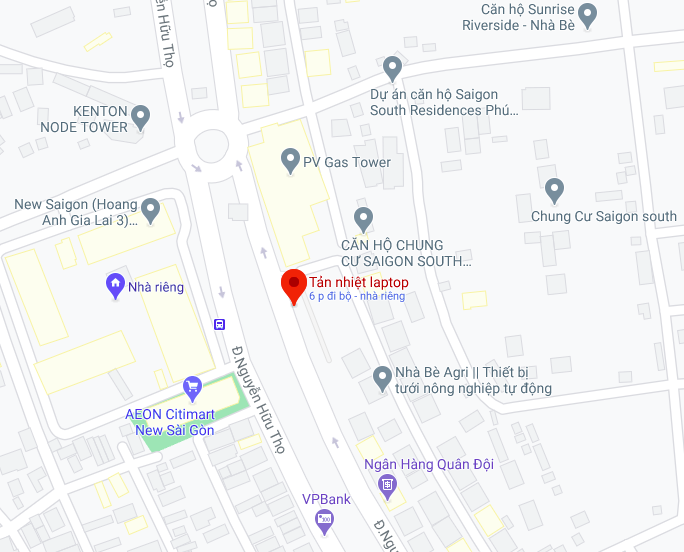 Căn hộ Sunrise
Riverside - Nhà Bè
Nguyễn Hữu Thọ
Dự án căn hộ Saigon
South Residences Phú…
KENTON
NODE TOWER
PV Gas Tower
New Saigon (Hoang
Anh Gia Lai 3)…
Chung Cư Saigon south
CĂN HỘ CHUNG
CƯ SAIGON SOUTH…
Nhà riêng
Tản nhiệt laptop
6 p đi bộ - nhà riêng
Đ.Nguyễn Hữu Thọ
Nhà Bè Agri || Thiết bị
tưới nông nghiệp tự động
AEON Citimart
New Sài Gòn
Ngân Hàng Quân Đội
VPBank
Đ.Nguyễn